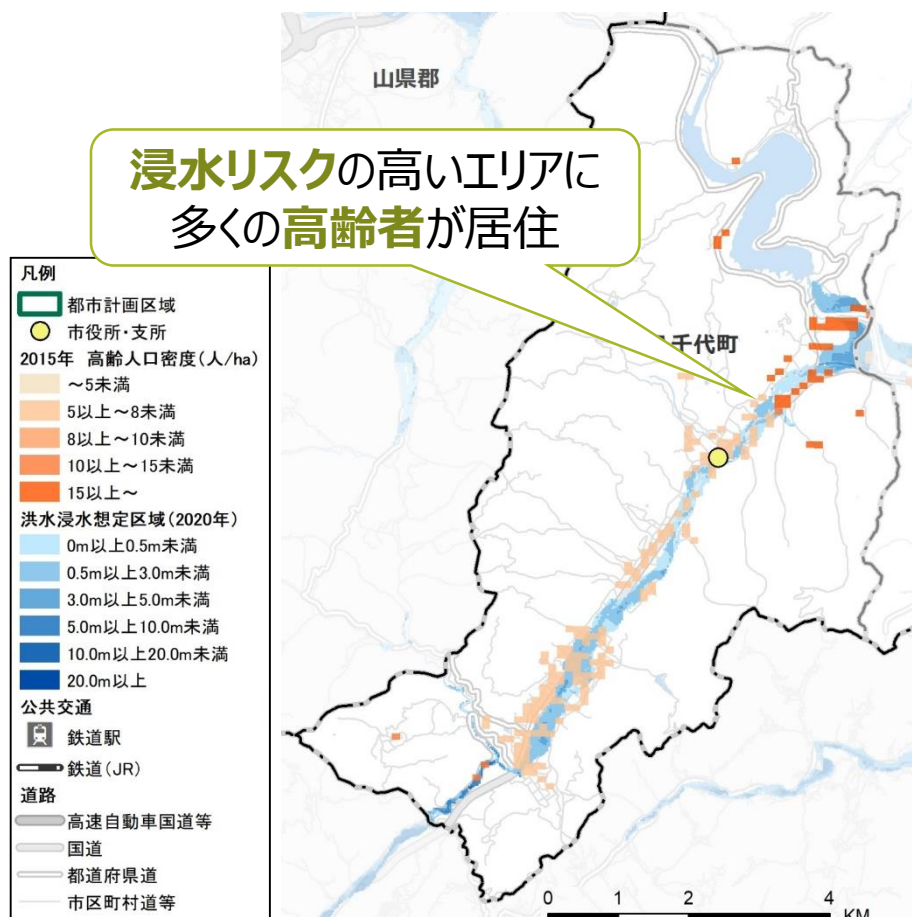 山県郡
浸水リスクの高いエリアに
多くの高齢者が居住
千代町
凡例
都市計画区域
市役所・支所
2015年 高齢人口密度(人/ha)
～5未満
5以上～8未満
8以上～10未満
10以上～15未満
15以上～
洪水浸水想定区域(2020年)
0m以上0.5m未満
0.5m以上3.0m未満
3.0m以上5.0m未満
5.0m以上10.0m未満
10.0m以上20.0m未満
20.0m以上
公共交通
鉄道駅
鉄道(JR)
道路
高速自動車国道等
国道
都道府県道
市区町村道等
0 1 2 4
KM